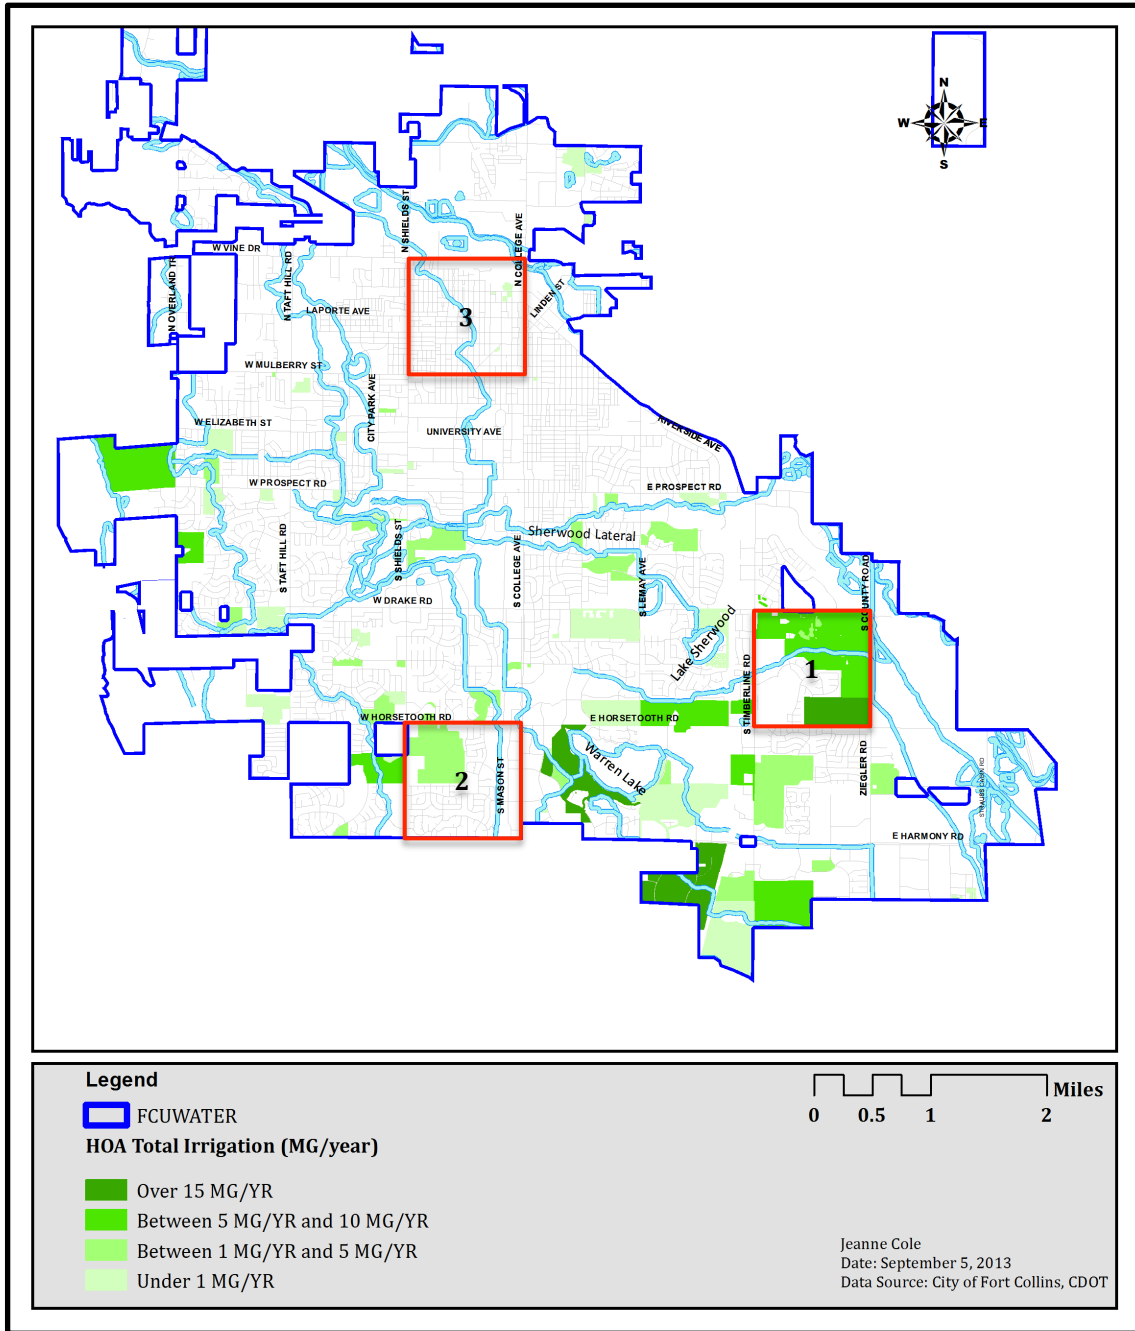 N
W E
S
N SHIELDS ST
N COLLEGE AVE
W VINE DR
N OVERLAND TR
N TAFT HILL RD
LAPORTE AVE
LINDEN ST
3
W MULBERRY ST
CITY PARK AVE
W ELIZABETH ST
UNIVERSITY AVE
RIVERSIDE AVE
W PROSPECT RD
E PROSPECT RD
S TAFT HILL RD
S SHIELDS ST
Sherwood Lateral
S COLLEGE AVE
S LEMAY AVE
S COUNTY ROAD
W DRAKE RD
Lake Sherwood
S TIMBERLINE RD
1
W HORSETOOTH RD
E HORSETOOTH RD
Warren Lake
ZIEGLER RD
2
S MASON ST
E HARMONY RD
Legend
FCUWATER
HOA Total Irrigation (MG/year)
Over 15 MG/YR
Between 5 MG/YR and 10 MG/YR
Between 1 MG/YR and 5 MG/YR
Under 1 MG/YR
Miles
0 0.5 1 2
Jeanne Cole
Date: September 5, 2013
Data Source: City of Fort Collins, CDOT